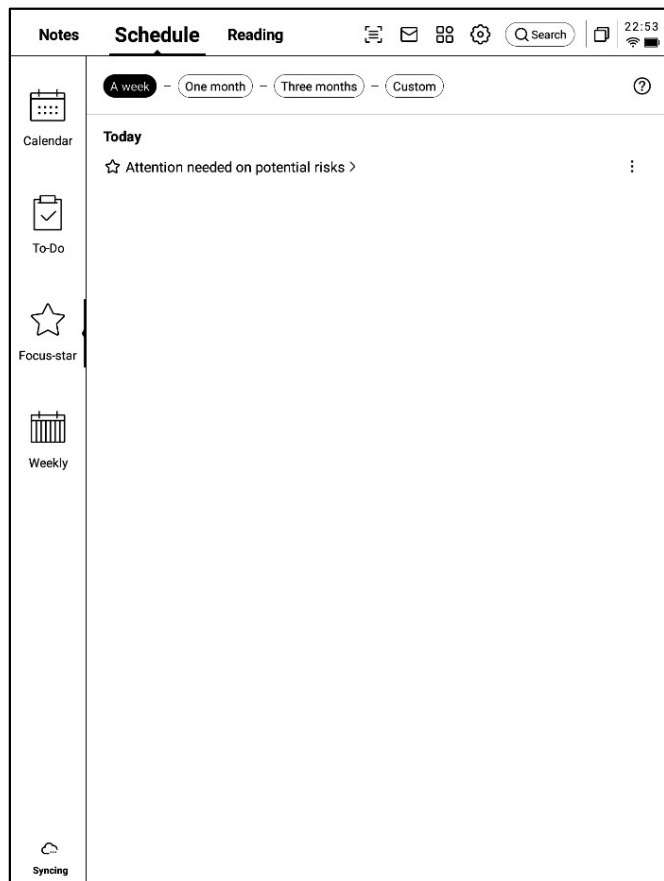 Notes Schedule Reading Search 22:53
A week – One month – Three months – Custom
Calendar
Today
Attention needed on potential risks >
To-Do
Focus-star
Weekly
Syncing